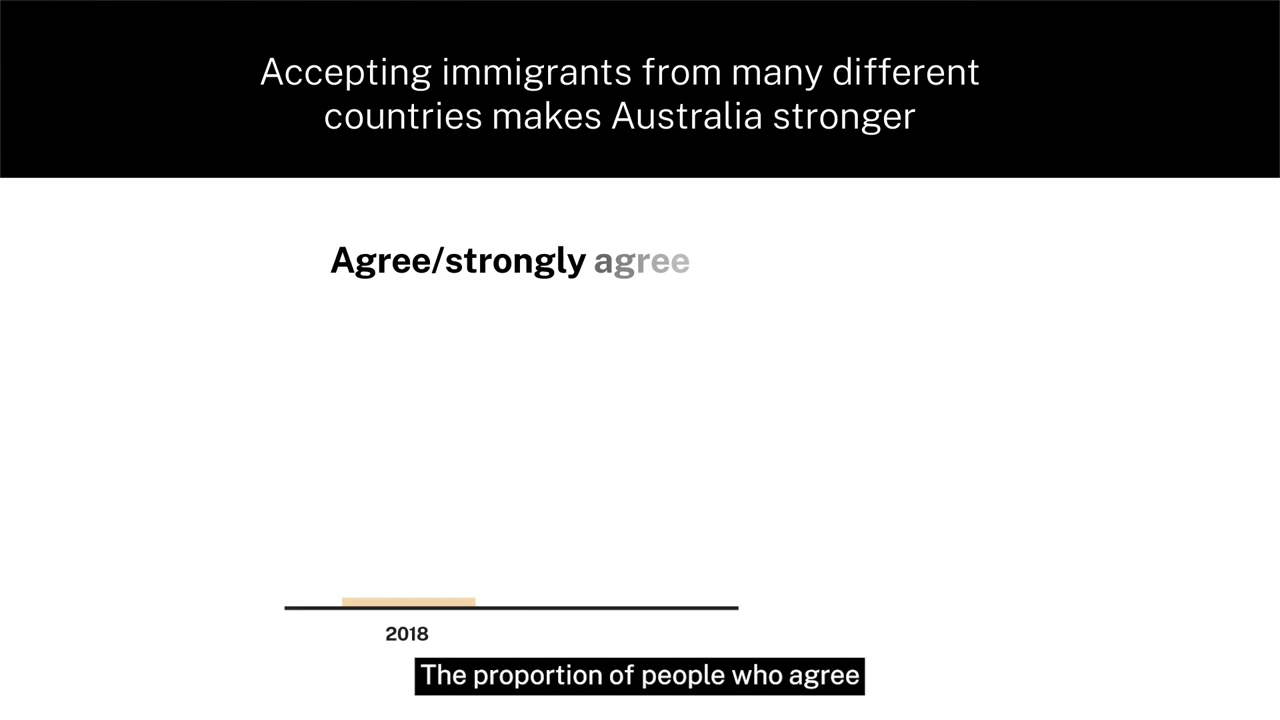 Accepting immigrants from many different
countries makes Australia stronger
Agree/strongly agree
2018
The proportion of people who agree